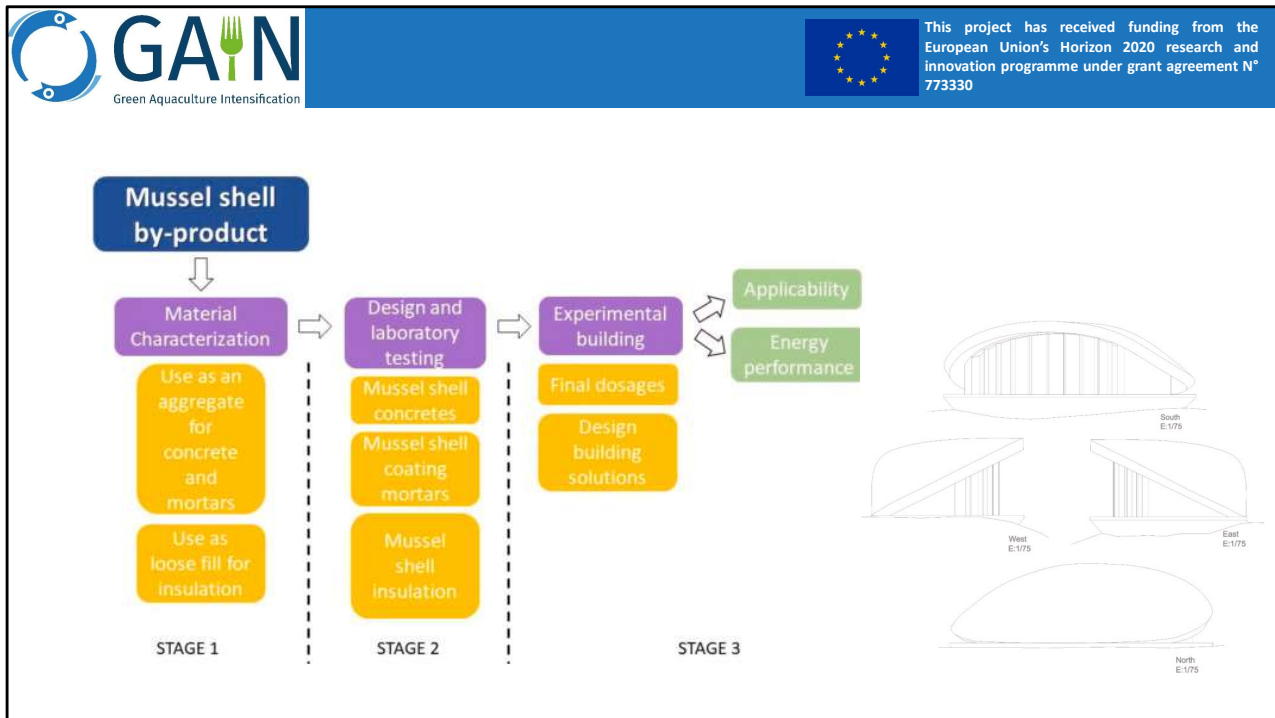 GAIN
Green Aquaculture Intensification
This project has received funding from the
European Union's Horizon 2020 research and
innovation programme under grant agreement N°
773330
Mussel shell
by-product
Material
Characterization
Use as an
aggregate
for
concrete
and
mortars
Use as
loose fill for
insulation
STAGE 1
Design and
laboratory
testing
Mussel shell
concretes
Mussel shell
coating
mortars
Mussel
shell
insulation
STAGE 2
Experimental
building
Final dosages
Design
building
solutions
Applicability
Energy
performance
STAGE 3
South
E:1/75
West
E:1/75
East
E:1/75
North
E:1/75